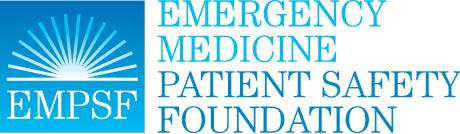 EMPSF
EMERGENCY
MEDICINE
PATIENT SAFETY
FOUNDATION